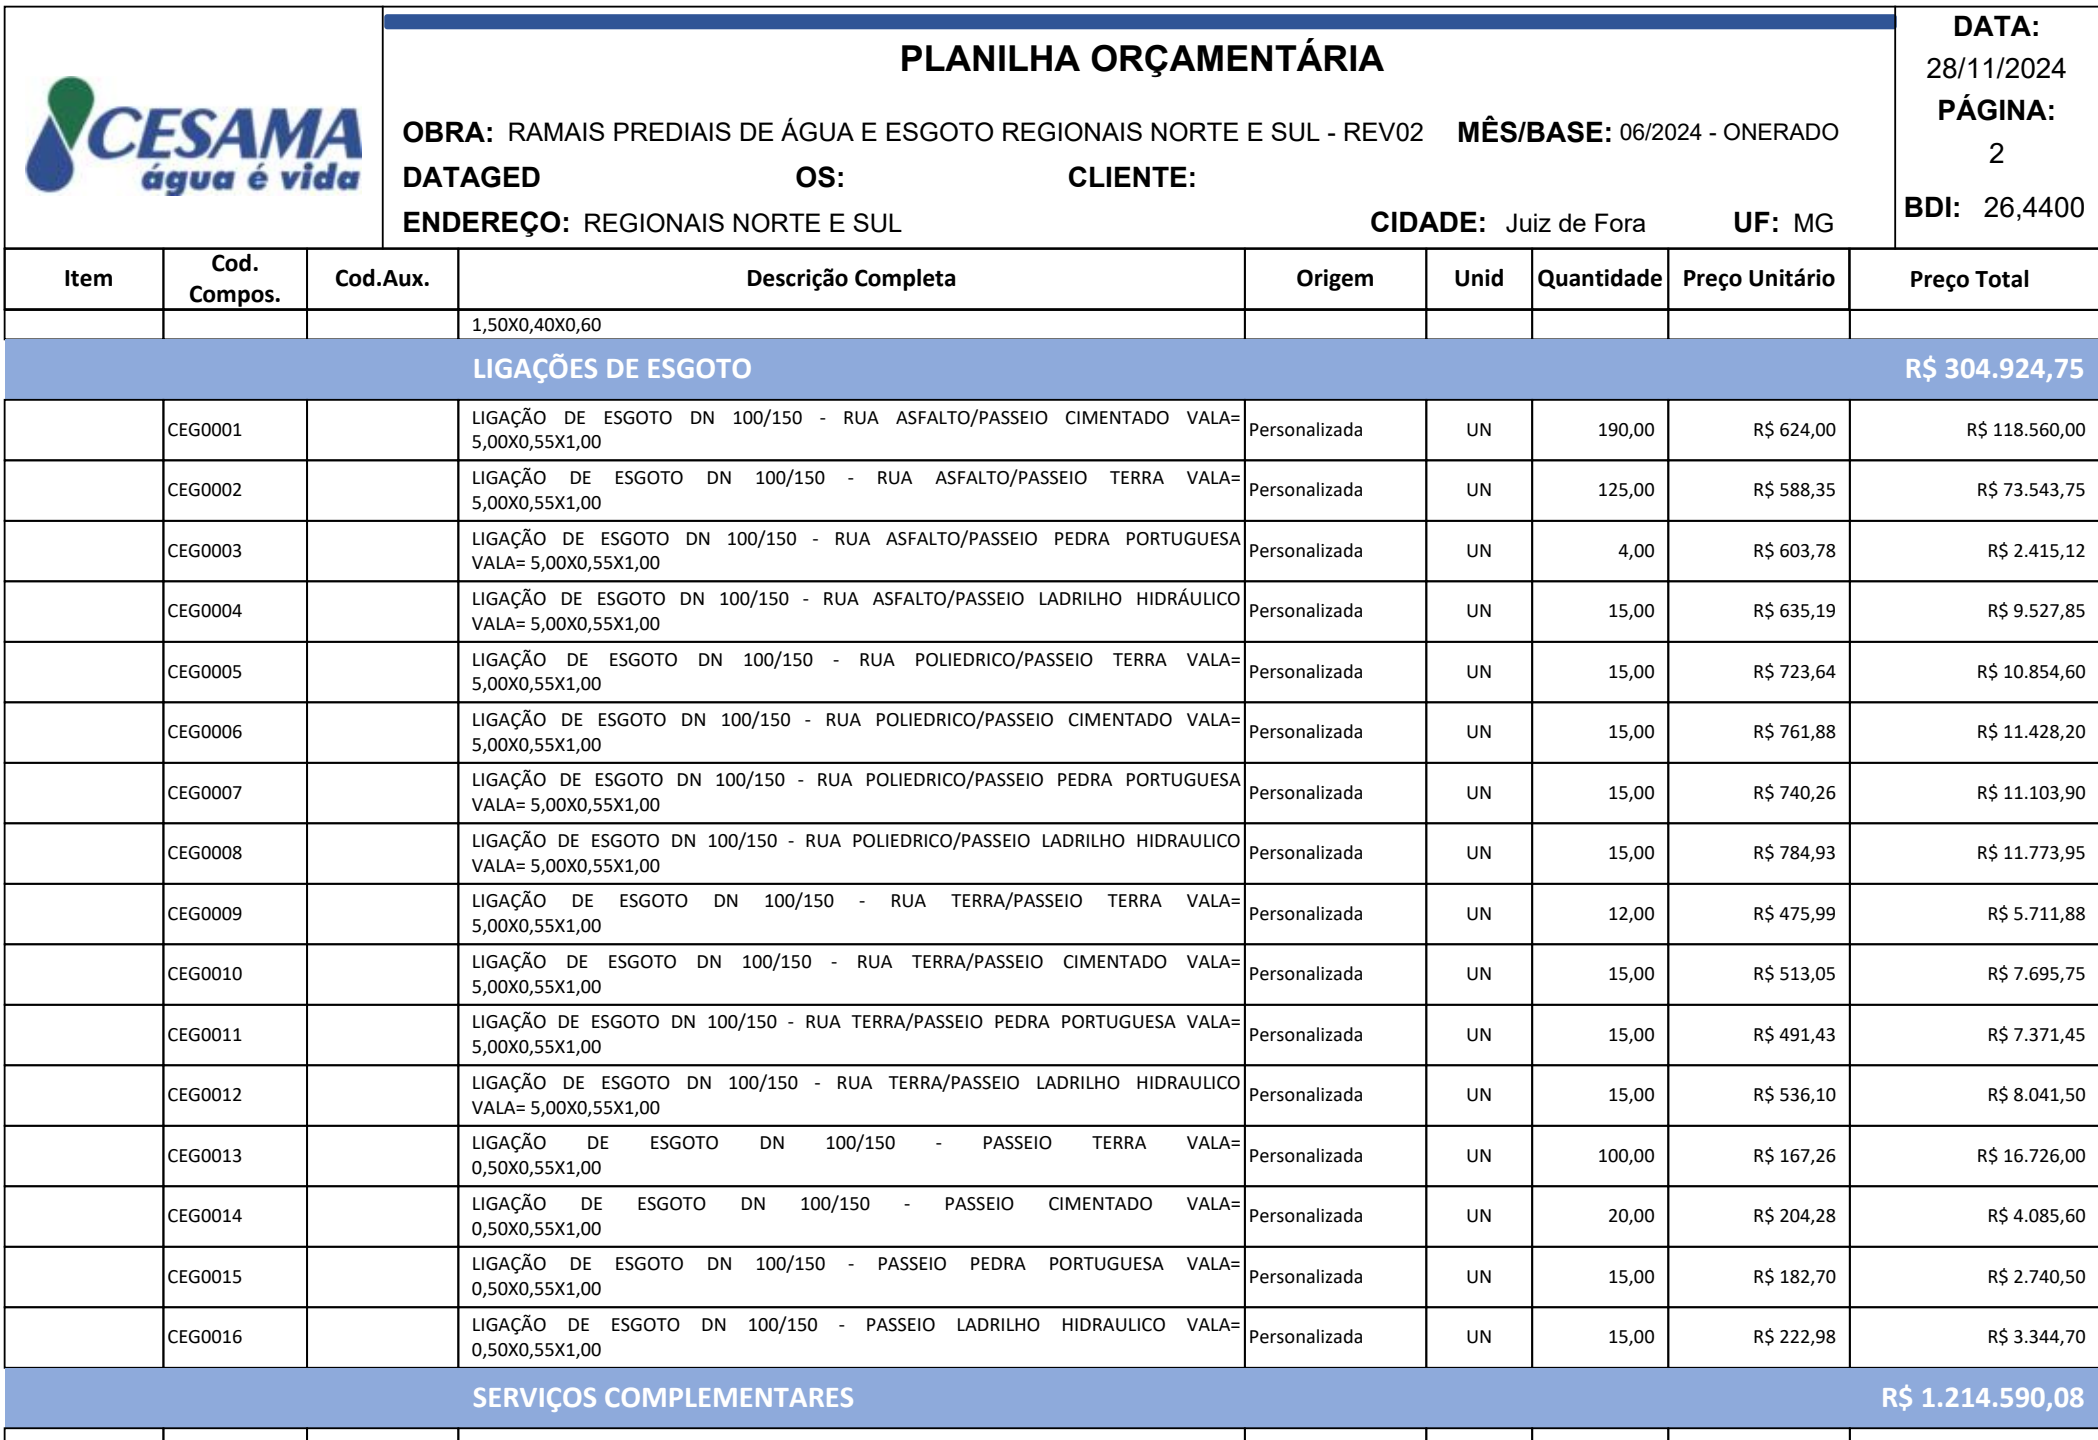 CESAMA
água é vida
PLANILHA ORÇAMENTÁRIA
OBRA: RAMAIS PREDIAIS DE ÁGUA E ESGOTO REGIONAIS NORTE E SUL - REV02 MÊS/BASE: 06/2024 - ONERADO
DATAGED OS: CLIENTE:
ENDEREÇO: REGIONAIS NORTE E SUL CIDADE: Juiz de Fora UF: MG
DATA:
28/11/2024
PÁGINA:
2
BDI: 26,4400
Item Cod. Compos. Cod.Aux. Descrição Completa Origem Unid Quantidade Preço Unitário Preço Total
1,50X0,40X0,60
LIGAÇÕES DE ESGOTO R$ 304.924,75
CEG0001 LIGAÇÃO DE ESGOTO DN 100/150 - RUA ASFALTO/PASSEIO CIMENTADO VALA= Personalizada UN 190,00 R$ 624,00 R$ 118.560,00
5,00X0,55X1,00
CEG0002 LIGAÇÃO DE ESGOTO DN 100/150 - RUA ASFALTO/PASSEIO TERRA VALA= Personalizada UN 125,00 R$ 588,35 R$ 73.543,75
5,00X0,55X1,00
CEG0003 LIGAÇÃO DE ESGOTO DN 100/150 - RUA ASFALTO/PASSEIO PEDRA PORTUGUESA Personalizada UN 4,00 R$ 603,78 R$ 2.415,12
VALA= 5,00X0,55X1,00
CEG0004 LIGAÇÃO DE ESGOTO DN 100/150 - RUA ASFALTO/PASSEIO LADRILHO HIDRÁULICO Personalizada UN 15,00 R$ 635,19 R$ 9.527,85
VALA= 5,00X0,55X1,00
CEG0005 LIGAÇÃO DE ESGOTO DN 100/150 - RUA POLIEDRICO/PASSEIO TERRA VALA= Personalizada UN 15,00 R$ 723,64 R$ 10.854,60
5,00X0,55X1,00
CEG0006 LIGAÇÃO DE ESGOTO DN 100/150 - RUA POLIEDRICO/PASSEIO CIMENTADO VALA= Personalizada UN 15,00 R$ 761,88 R$ 11.428,20
5,00X0,55X1,00
CEG0007 LIGAÇÃO DE ESGOTO DN 100/150 - RUA POLIEDRICO/PASSEIO PEDRA PORTUGUESA Personalizada UN 15,00 R$ 740,26 R$ 11.103,90
VALA= 5,00X0,55X1,00
CEG0008 LIGAÇÃO DE ESGOTO DN 100/150 - RUA POLIEDRICO/PASSEIO LADRILHO HIDRAULICO Personalizada UN 15,00 R$ 784,93 R$ 11.773,95
VALA= 5,00X0,55X1,00
CEG0009 LIGAÇÃO DE ESGOTO DN 100/150 - RUA TERRA/PASSEIO TERRA VALA= Personalizada UN 12,00 R$ 475,99 R$ 5.711,88
5,00X0,55X1,00
CEG0010 LIGAÇÃO DE ESGOTO DN 100/150 - RUA TERRA/PASSEIO CIMENTADO VALA= Personalizada UN 15,00 R$ 513,05 R$ 7.695,75
5,00X0,55X1,00
CEG0011 LIGAÇÃO DE ESGOTO DN 100/150 - RUA TERRA/PASSEIO PEDRA PORTUGUESA VALA= Personalizada UN 15,00 R$ 491,43 R$ 7.371,45
5,00X0,55X1,00
CEG0012 LIGAÇÃO DE ESGOTO DN 100/150 - RUA TERRA/PASSEIO LADRILHO HIDRAULICO Personalizada UN 15,00 R$ 536,10 R$ 8.041,50
VALA= 5,00X0,55X1,00
CEG0013 LIGAÇÃO DE ESGOTO DN 100/150 - PASSEIO TERRA VALA= Personalizada UN 100,00 R$ 167,26 R$ 16.726,00
0,50X0,55X1,00
CEG0014 LIGAÇÃO DE ESGOTO DN 100/150 - PASSEIO CIMENTADO VALA= Personalizada UN 20,00 R$ 204,28 R$ 4.085,60
0,50X0,55X1,00
CEG0015 LIGAÇÃO DE ESGOTO DN 100/150 - PASSEIO PEDRA PORTUGUESA VALA= Personalizada UN 15,00 R$ 182,70 R$ 2.740,50
0,50X0,55X1,00
CEG0016 LIGAÇÃO DE ESGOTO DN 100/150 - PASSEIO LADRILHO HIDRAULICO VALA= Personalizada UN 15,00 R$ 222,98 R$ 3.344,70
0,50X0,55X1,00
SERVIÇOS COMPLEMENTARES R$ 1.214.590,08